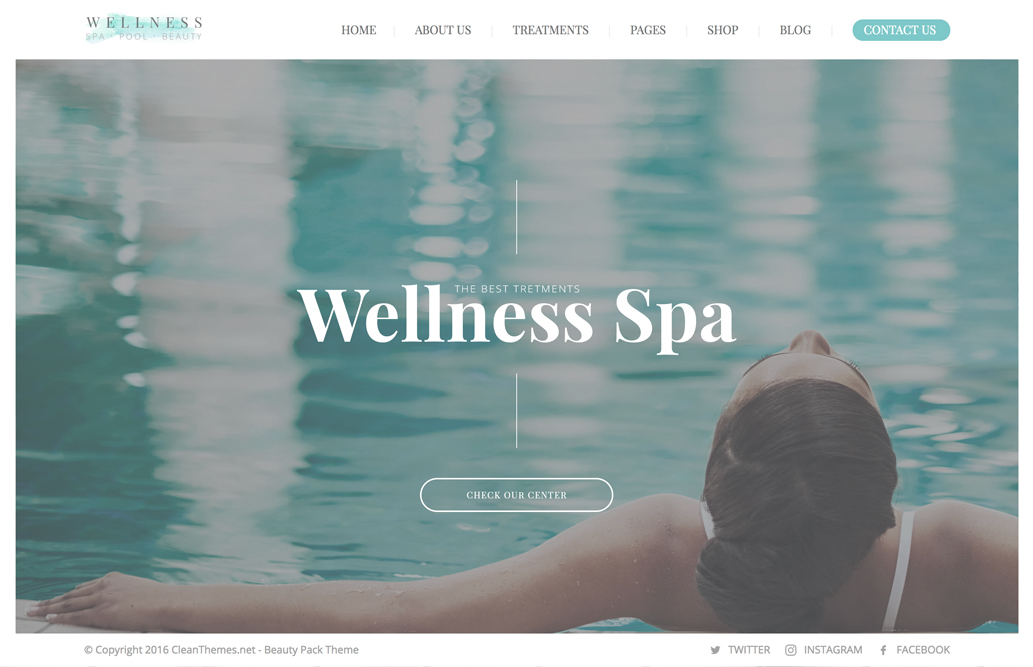 WELLNESS
SPA · POOL · BEAUTY
HOME
ABOUT US
TREATMENTS
PAGES
SHOP
BLOG
CONTACT US
THE BEST TRETMENTS
Wellness Spa
CHECK OUR CENTER
© Copyright 2016 CleanThemes.net - Beauty Pack Theme
TWITTER
INSTAGRAM
FACEBOOK